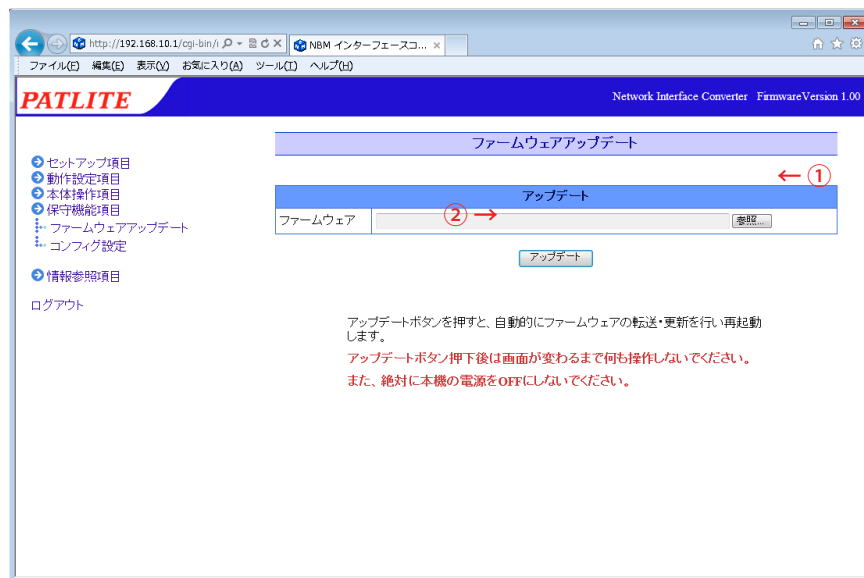 http://192.168.10.1/cgi-bin/i
NBM インターフェースコ... ×
ファイル(F) 編集(E) 表示(V) お気に入り(A) ツール(T) ヘルプ(H)
PATLITE
Network Interface Converter FirmwareVersion 1.00
ファームウェアアップデート
セットアップ項目
動作設定項目
本体操作項目
保守機能項目
ファームウェアアップデート
コンフィグ設定
情報参照項目
ログアウト
← ①
アップデート
ファームウェア ② → 参照...
アップデート
アップデートボタンを押すと、自動的にファームウェアの転送・更新を行い再起動
します。
アップデートボタン押下後は画面が変わるまで何も操作しないでください。
また、絶対に本機の電源をOFFにしないでください。